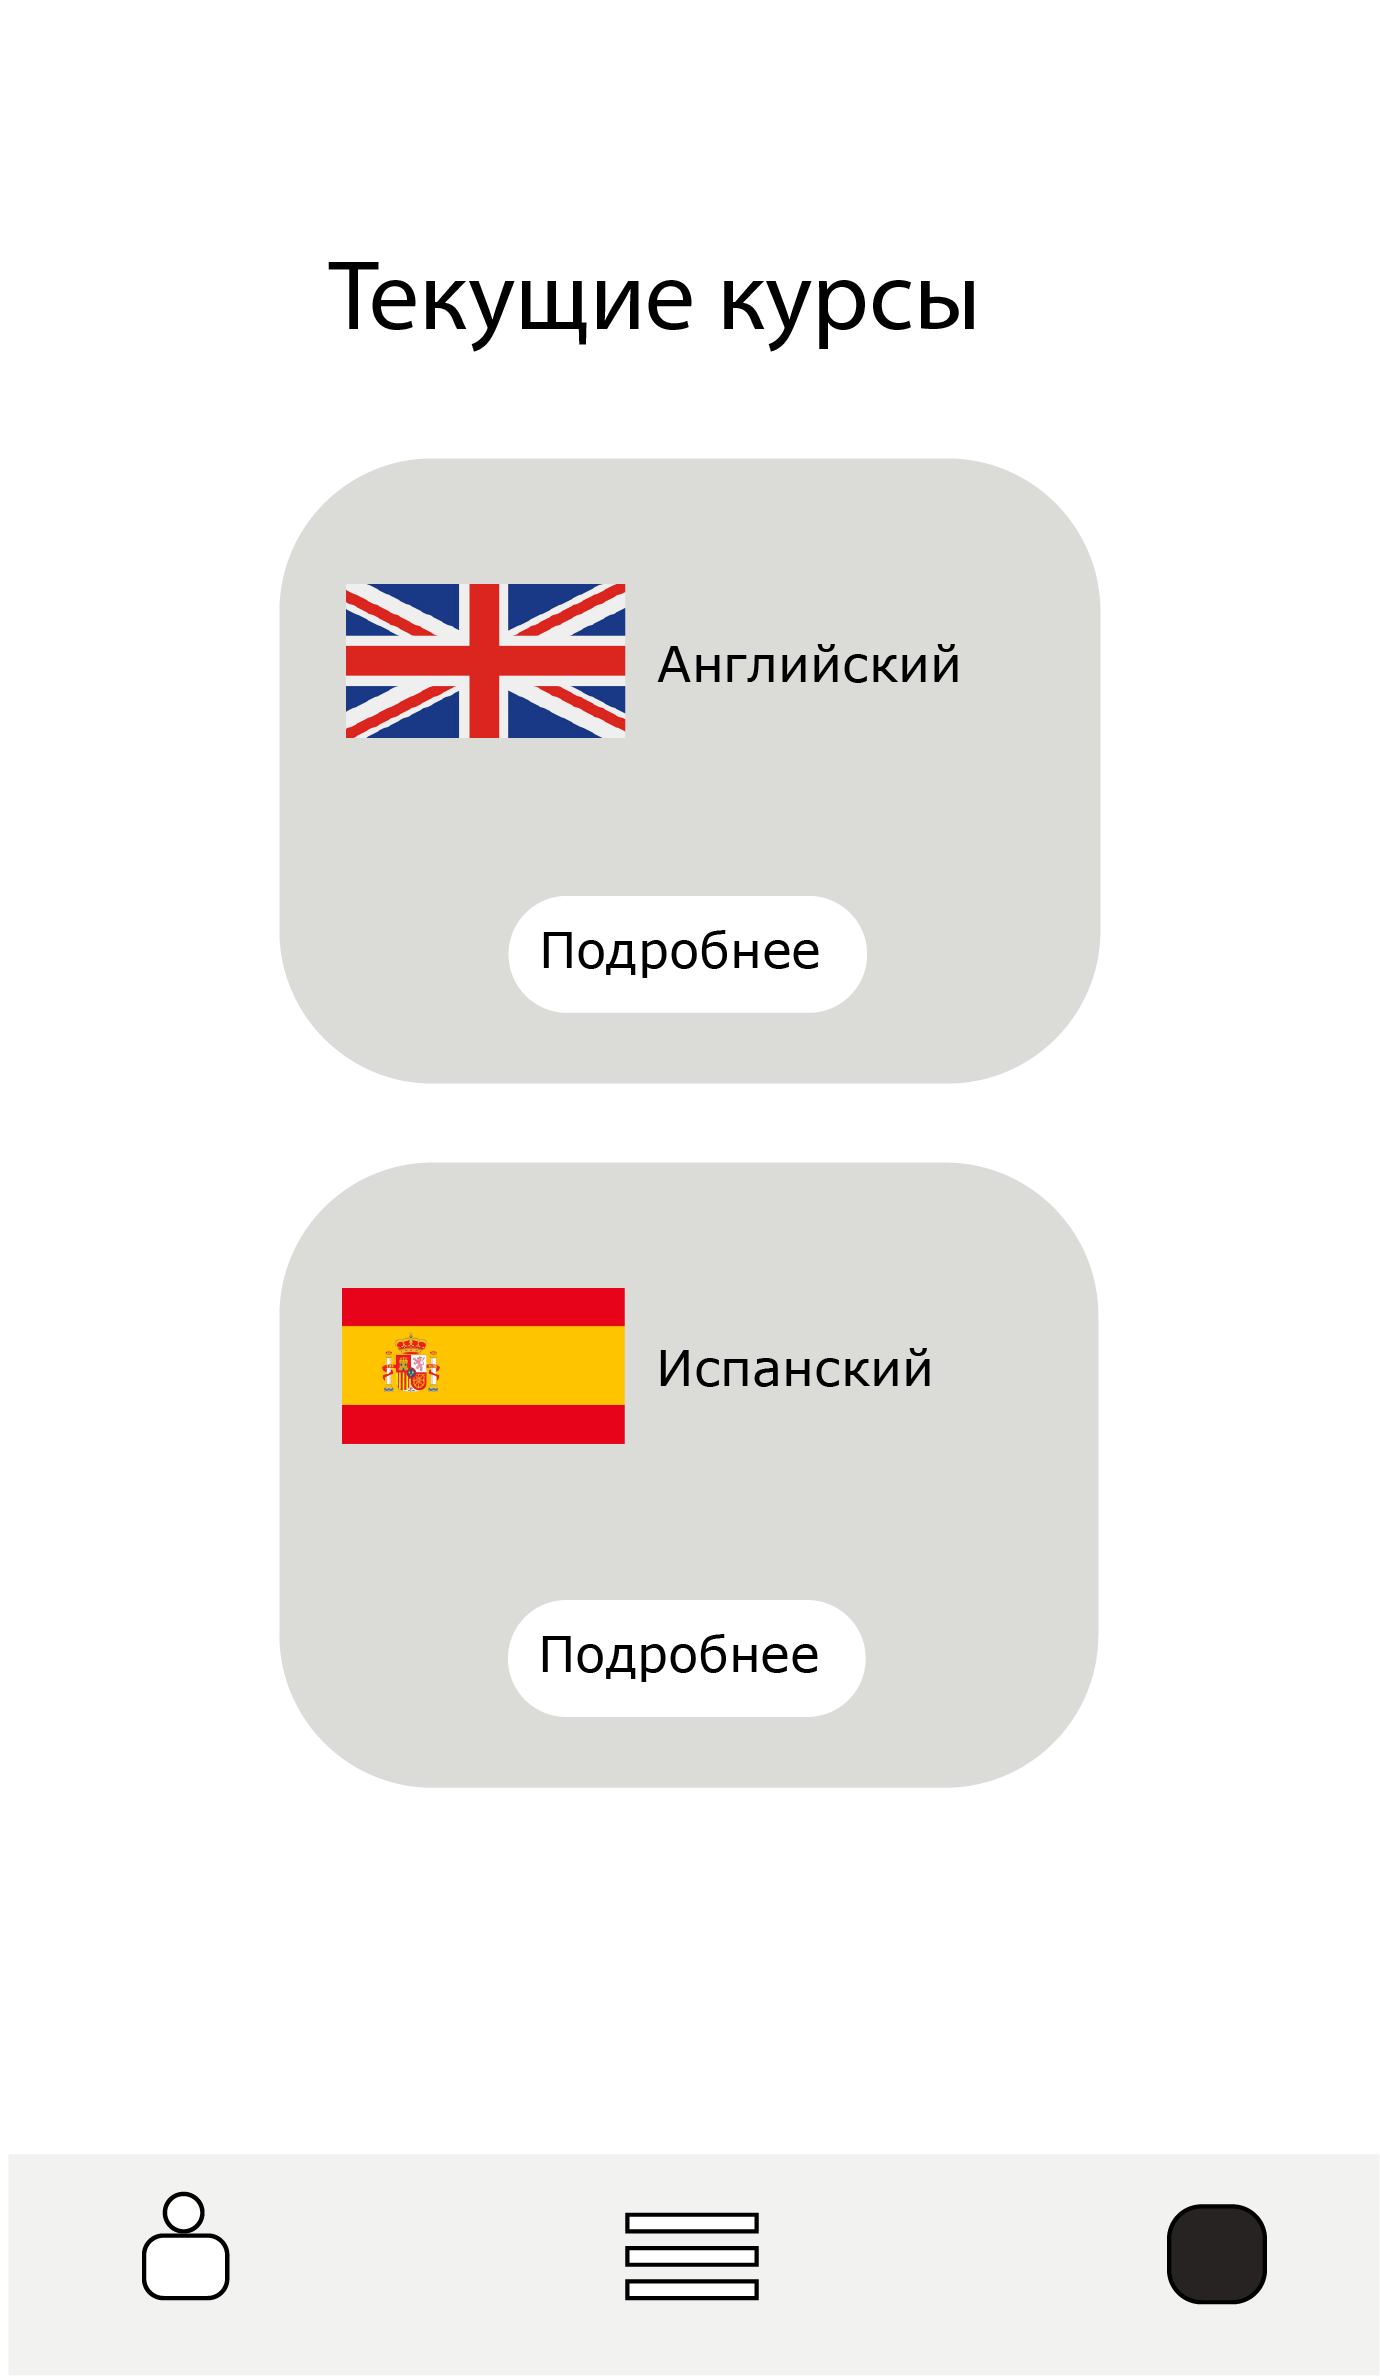 Текущие курсы
Английский
Подробнее
Испанский
Подробнее